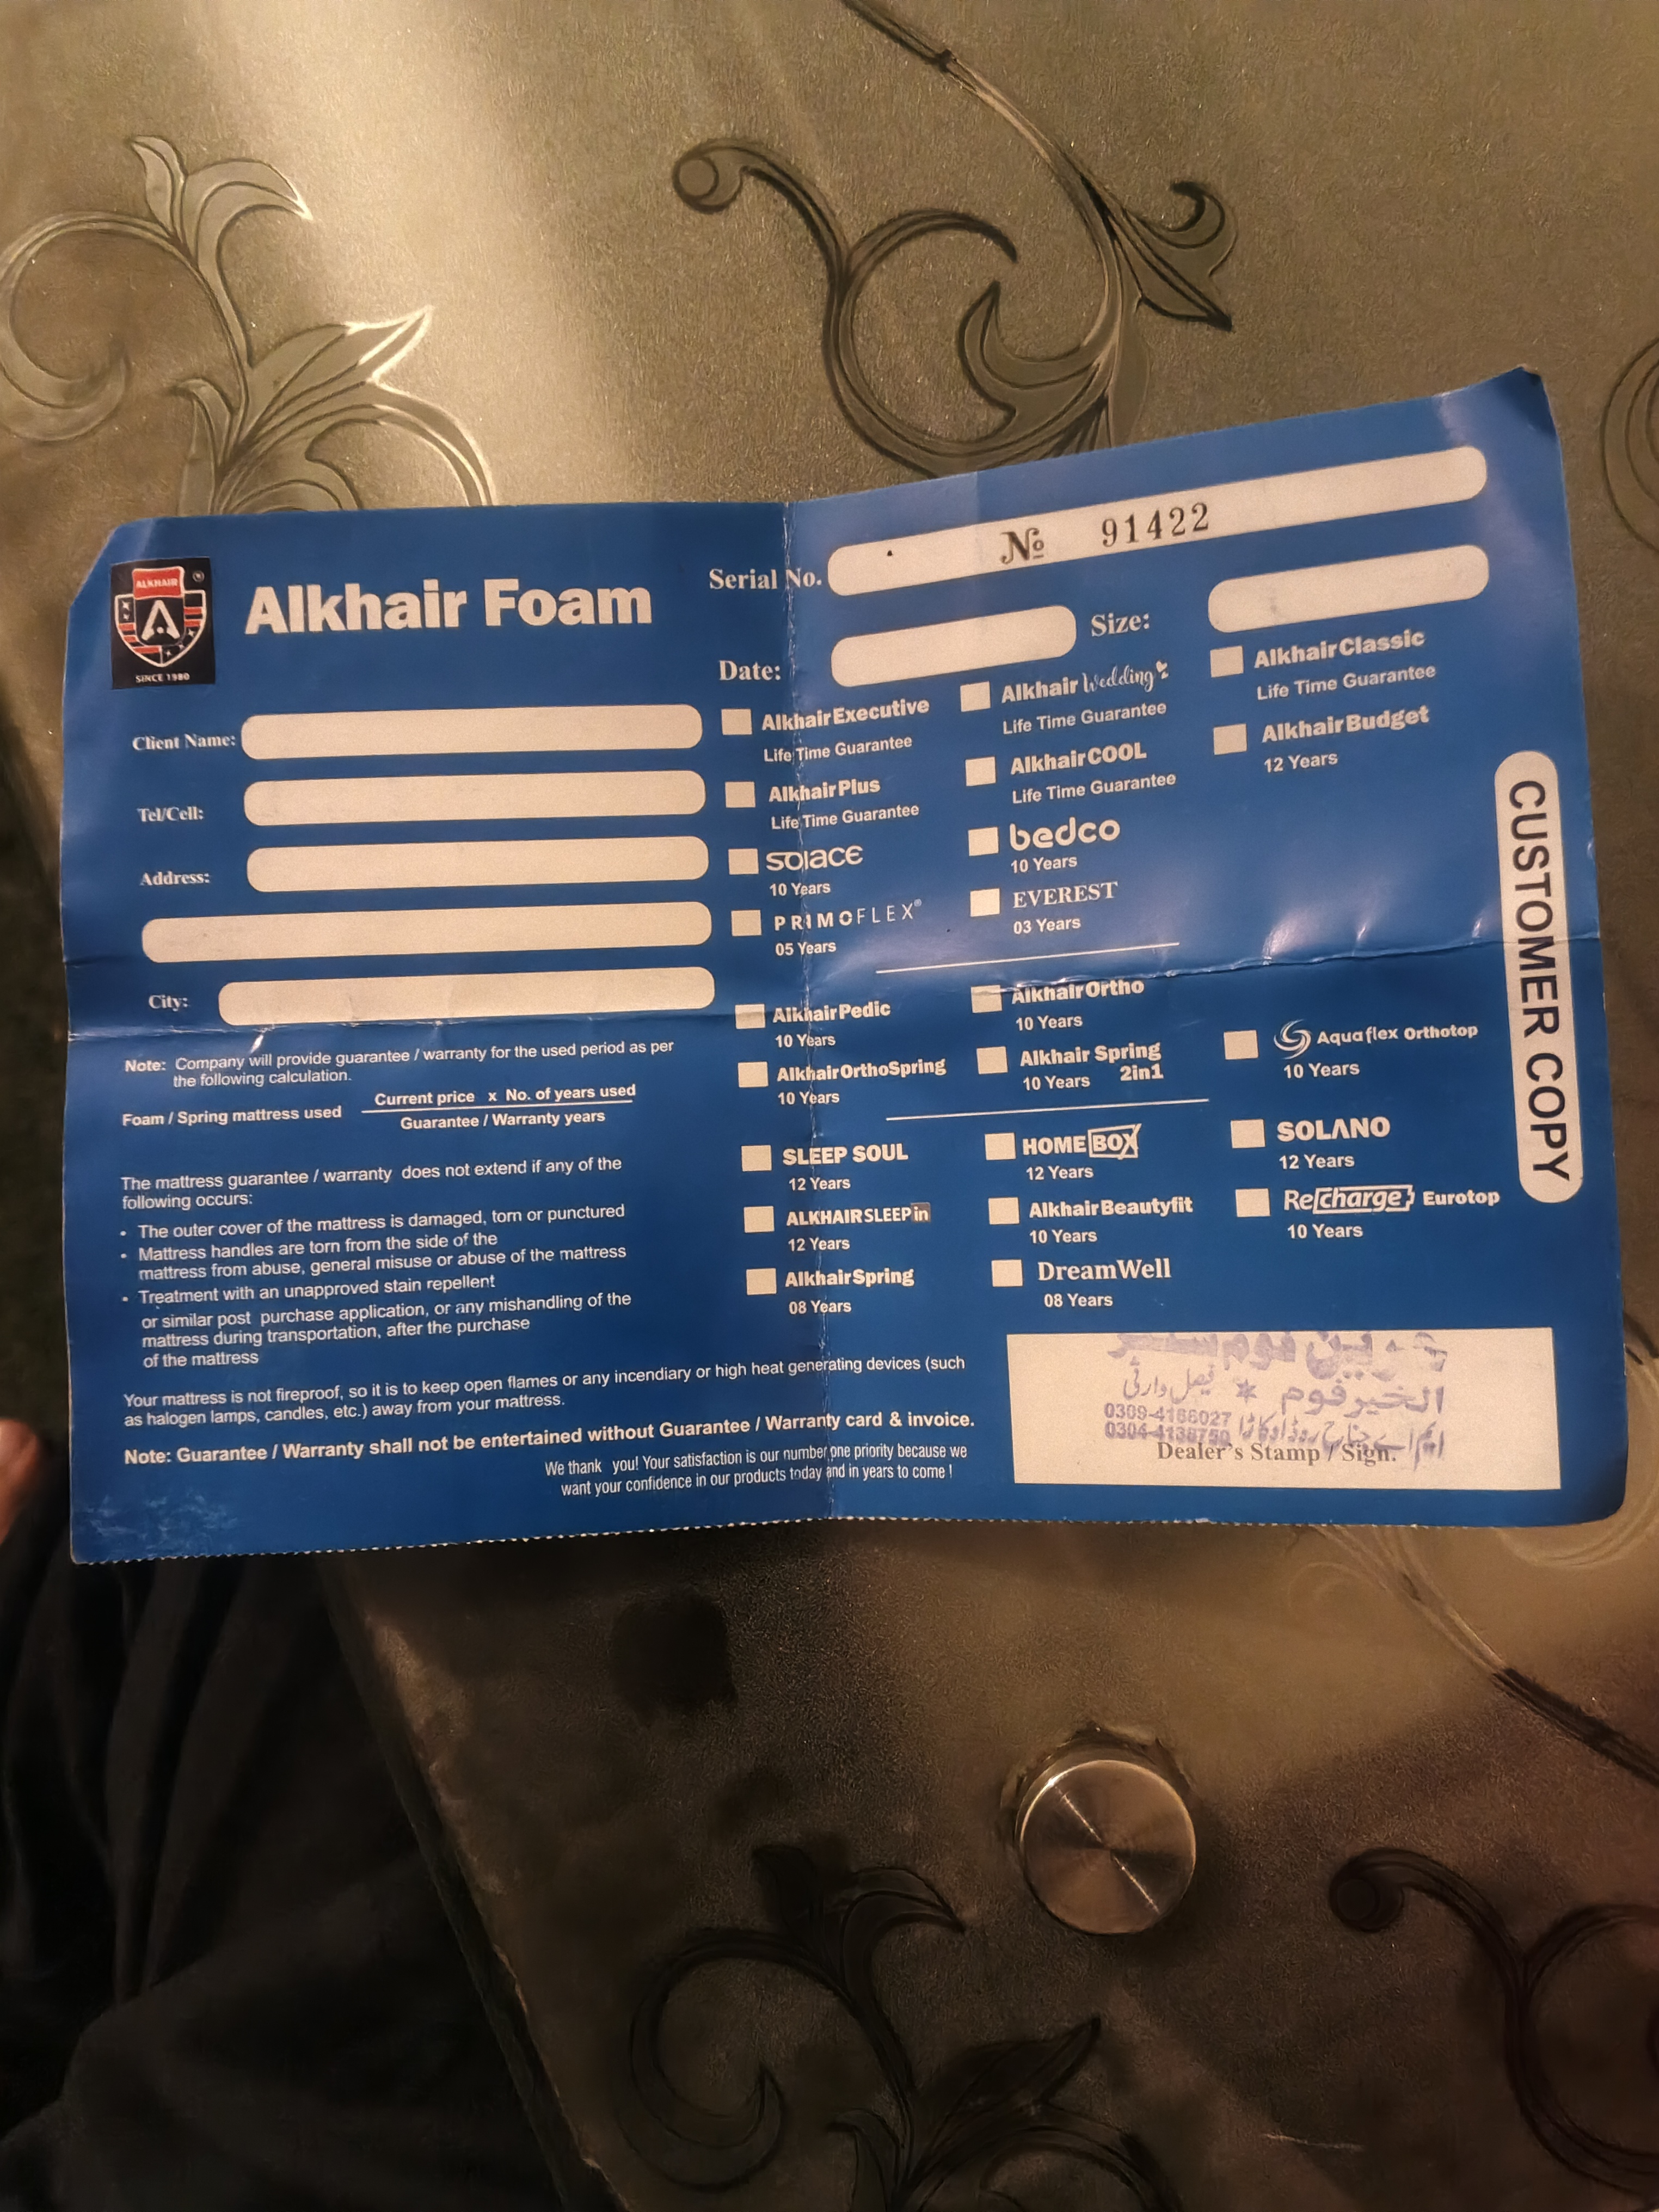 ALKHAIR ®
SINCE 1980
Alkhair Foam
Serial No. № 91422
Date:
Size:
Client Name:
Tel/Cell:
Address:
City:
AlkhairExecutive
Life Time Guarantee
Alkhair Wedding
Life Time Guarantee
AlkhairClassic
Life Time Guarantee
AlkhairPlus
Life Time Guarantee
AlkhairCOOL
Life Time Guarantee
AlkhairBudget
12 Years
solace
10 Years
bedco
10 Years
PRIMOFLEX®
05 Years
EVEREST
03 Years
AlkhairPedic
10 Years
AlkhairOrtho
10 Years
AlkhairOrthoSpring
10 Years
Alkhair Spring
10 Years 2in1
Aquaflex Orthotop
10 Years
SLEEP SOUL
12 Years
HOME BOX
12 Years
SOLANO
12 Years
ALKHAIRSLEEP in
12 Years
AlkhairBeautyfit
10 Years
Recharge Eurotop
10 Years
AlkhairSpring
08 Years
DreamWell
08 Years
CUSTOMER COPY
Note: Company will provide guarantee / warranty for the used period as per
the following calculation.
Foam / Spring mattress used Current price x No. of years used
Guarantee / Warranty years
The mattress guarantee / warranty does not extend if any of the
following occurs:
• The outer cover of the mattress is damaged, torn or punctured
• Mattress handles are torn from the side of the
mattress from abuse, general misuse or abuse of the mattress
• Treatment with an unapproved stain repellent
or similar post purchase application, or any mishandling of the
mattress during transportation, after the purchase
of the mattress
Your mattress is not fireproof, so it is to keep open flames or any incendiary or high heat generating devices (such
as halogen lamps, candles, etc.) away from your mattress.
Note: Guarantee / Warranty shall not be entertained without Guarantee / Warranty card & invoice.
We thank you! Your satisfaction is our number one priority because we
want your confidence in our products today and in years to come !
فوم سنٹر
الخیر فوم * فیصل وارثی
0309-4166027
ایم اے جناح روڈ اوکاڑا
Dealer's Stamp / Sign.